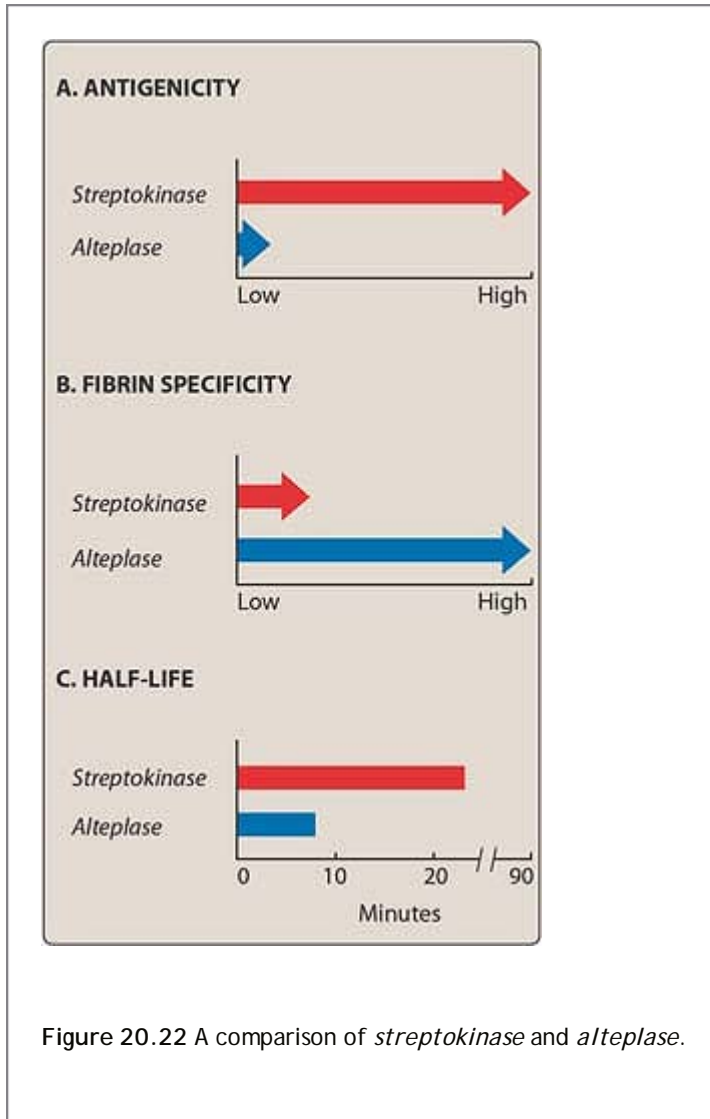 A. ANTIGENICITY
Streptokinase
Alteplase
Low High
B. FIBRIN SPECIFICITY
Streptokinase
Alteplase
Low High
C. HALF-LIFE
Streptokinase
Alteplase
0 10 20 90
Minutes
Figure 20.22 A comparison of streptokinase and alteplase.